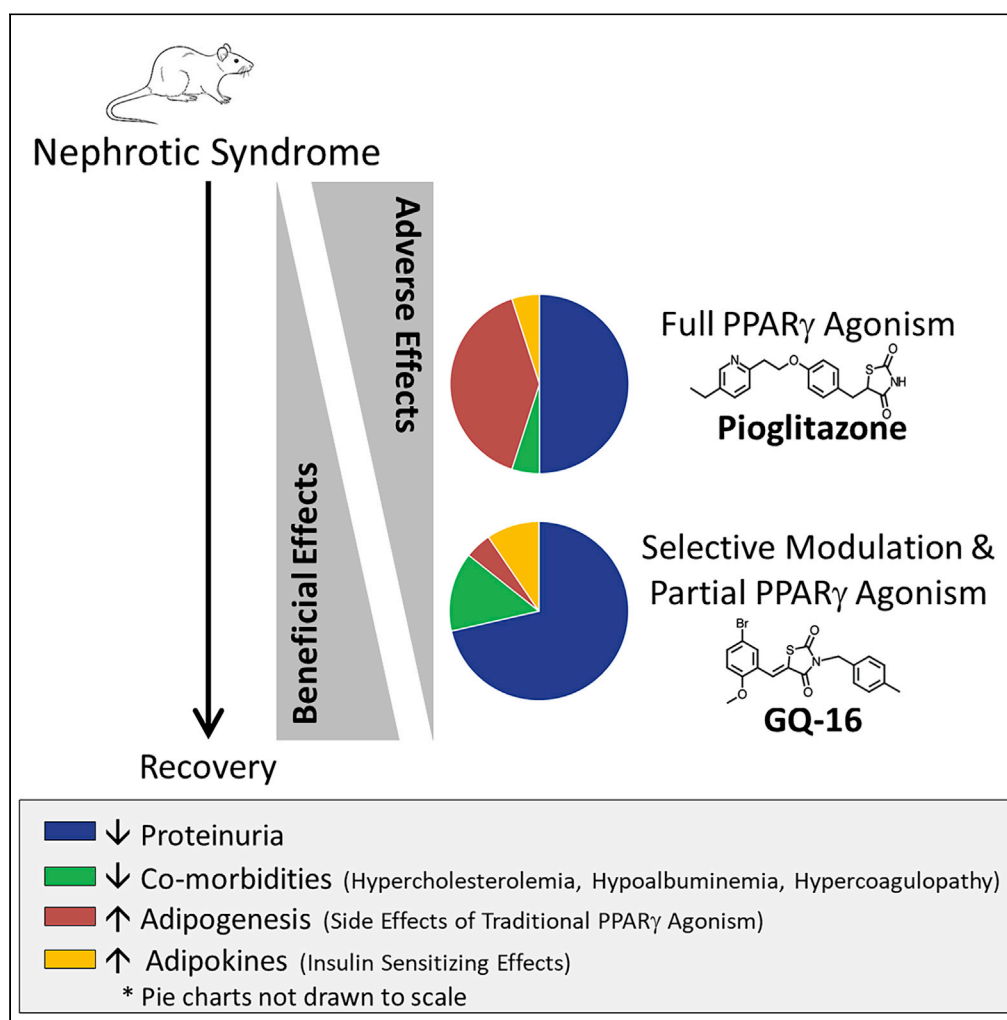 Nephrotic Syndrome
Adverse Effects
Beneficial Effects
Full PPARγ Agonism
N
O
S
O
NH
O
Pioglitazone
Selective Modulation &
Partial PPARγ Agonism
Br
O
S
N
O
O
GQ-16
Recovery
↓ Proteinuria
↓ Co-morbidities (Hypercholesterolemia, Hypoalbuminemia, Hypercoagulopathy)
↑ Adipogenesis (Side Effects of Traditional PPARγ Agonism)
↑ Adipokines (Insulin Sensitizing Effects)
* Pie charts not drawn to scale